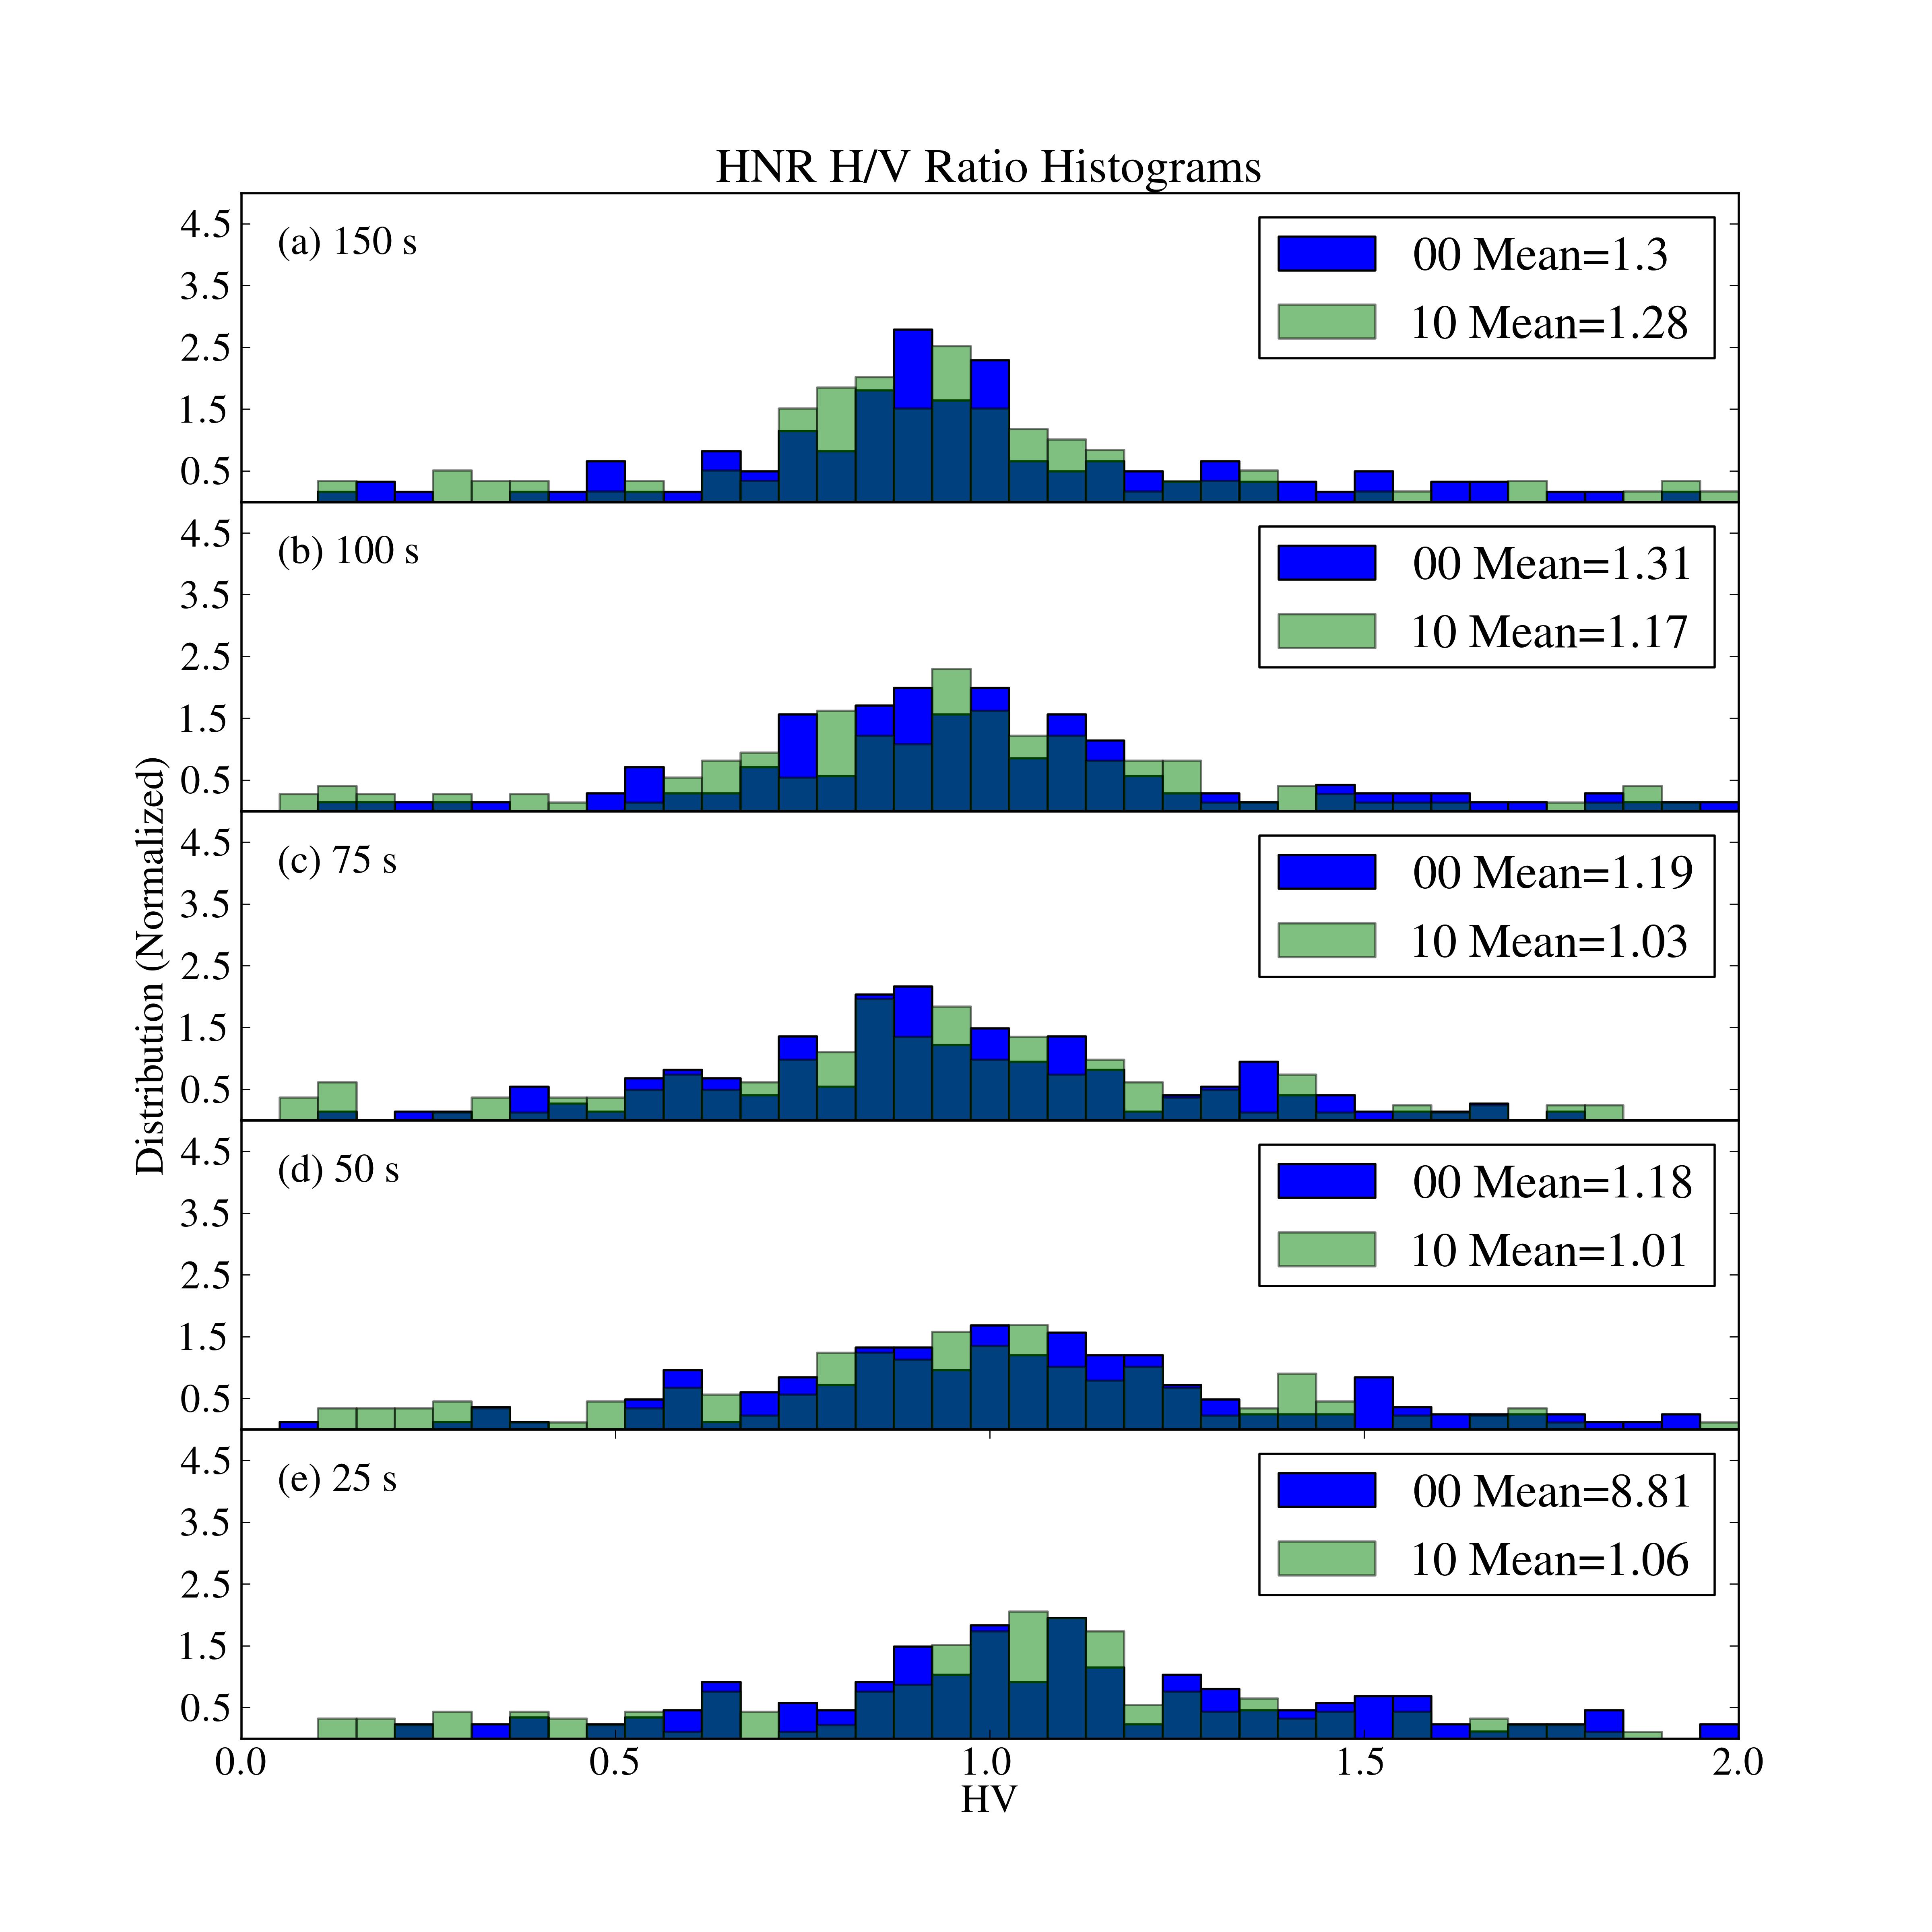 HNR H/V Ratio Histograms
Distribution (Normalized)
4.5
3.5
2.5
1.5
0.5
(a) 150 s
00 Mean=1.3
10 Mean=1.28
4.5
3.5
2.5
1.5
0.5
(b) 100 s
00 Mean=1.31
10 Mean=1.17
4.5
3.5
2.5
1.5
0.5
(c) 75 s
00 Mean=1.19
10 Mean=1.03
4.5
3.5
2.5
1.5
0.5
(d) 50 s
00 Mean=1.18
10 Mean=1.01
4.5
3.5
2.5
1.5
0.5
(e) 25 s
00 Mean=8.81
10 Mean=1.06
0.0 0.5 1.0 1.5 2.0
HV